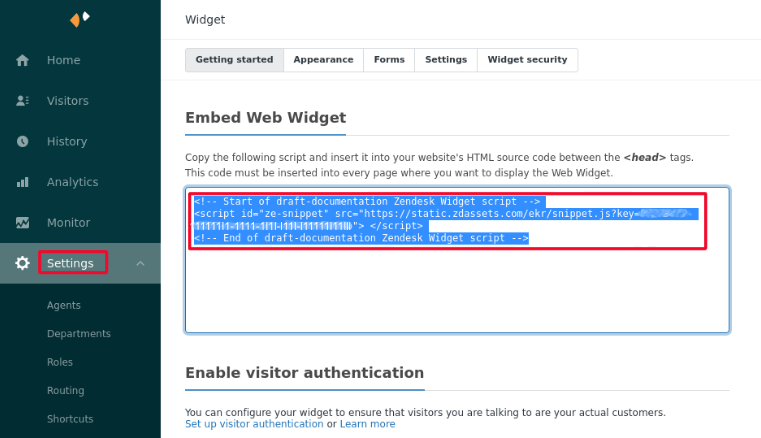 Widget
Home
Visitors
History
Analytics
Monitor
Settings
Agents
Departments
Roles
Routing
Shortcuts
Getting started Appearance Forms Settings Widget security
Embed Web Widget
Copy the following script and insert it into your website's HTML source code between the <head> tags.
This code must be inserted into every page where you want to display the Web Widget.
<!-- Start of draft-documentation Zendesk Widget script -->
<script id="ze-snippet" src="https://static.zdassets.com/ekr/snippet.js?key=
"> </script>
<!-- End of draft-documentation Zendesk Widget script -->
Enable visitor authentication
You can configure your widget to ensure that visitors you are talking to are your actual customers.
Set up visitor authentication or Learn more